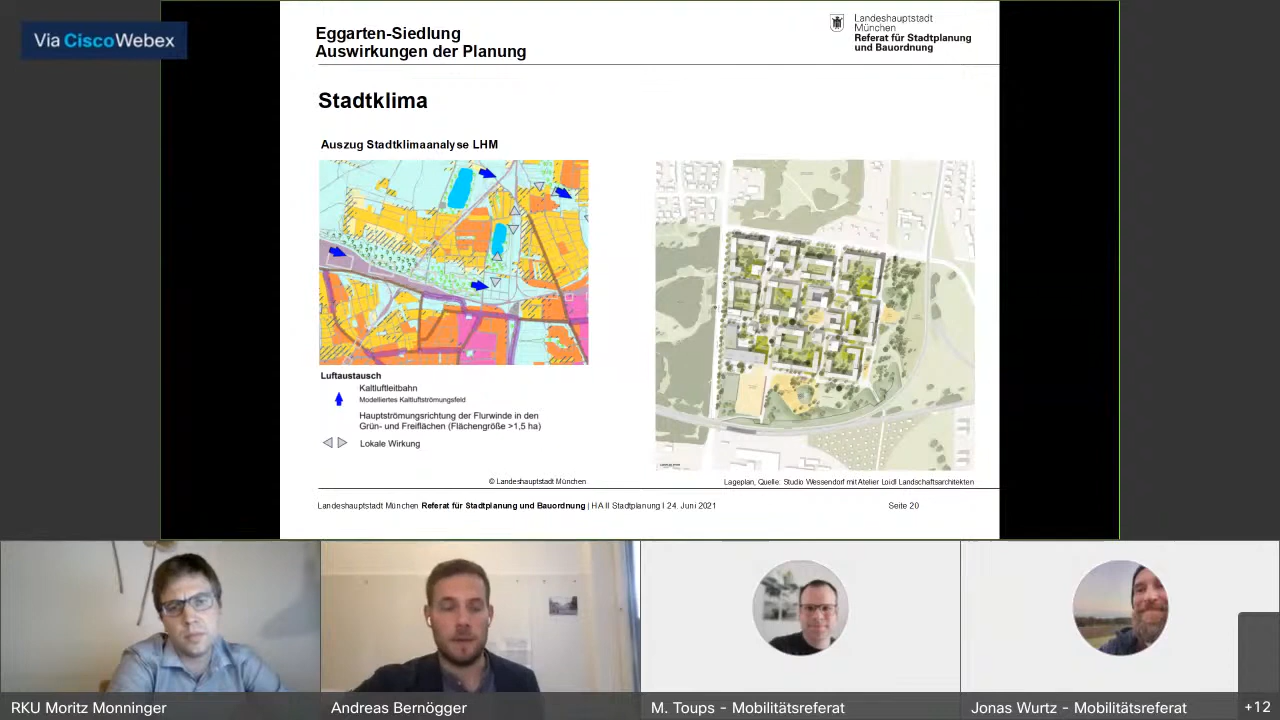 Via Cisco Webex
Eggarten-Siedlung
Auswirkungen der Planung
Landeshauptstadt
München
Referat für Stadtplanung
und Bauordnung
Stadtklima
Auszug Stadtklimaanalyse LHM
Luftaustausch
Kaltluftleitbahn
Modelliertes Kaltluftströmungsfeld
Hauptströmungsrichtung der Flurwinde in den
Grün- und Freiflächen (Flächengröße >1,5 ha)
Lokale Wirkung
© Landeshauptstadt München
Lageplan, Quelle: Studio Wessendorf mit Atelier Loidl Landschaftsarchitekten
Landeshauptstadt München Referat für Stadtplanung und Bauordnung | HA II Stadtplanung I 24. Juni 2021
Seite 20
RKU Moritz Monninger
Andreas Bernögger
M. Toups - Mobilitätsreferat
Jonas Wurtz - Mobilitätsreferat
+12